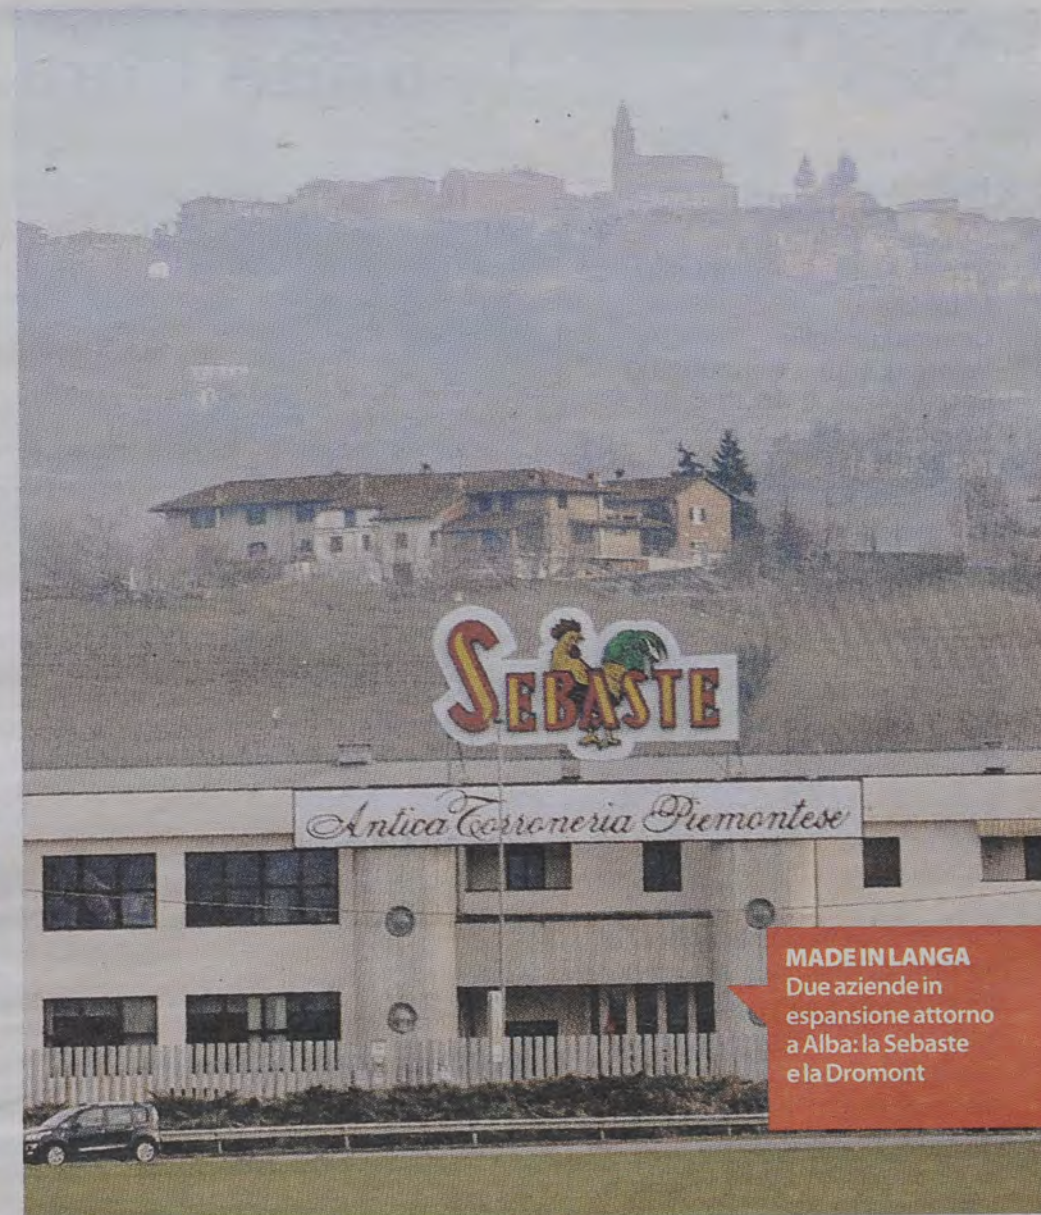 SEBASTE
Antica Torroneria Piemontese
MADE IN LANGA
Due aziende in
espansione attorno
a Alba: la Sebaste
e la Dromont